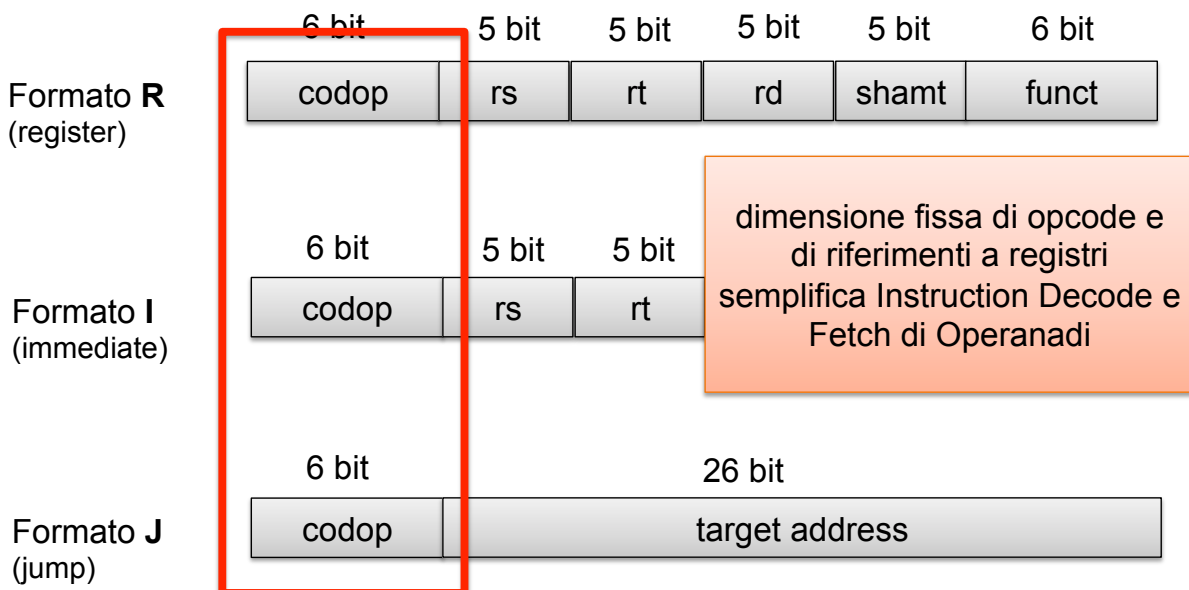 6 bit 5 bit 5 bit 5 bit 5 bit 6 bit
Formato R
(register)
codop rs rt rd shamt funct
dimensione fissa di opcode e
di riferimenti a registri
semplifica Instruction Decode e
Fetch di Operanadi
6 bit 5 bit 5 bit
Formato I
(immediate)
codop rs rt
6 bit 26 bit
Formato J
(jump)
codop target address